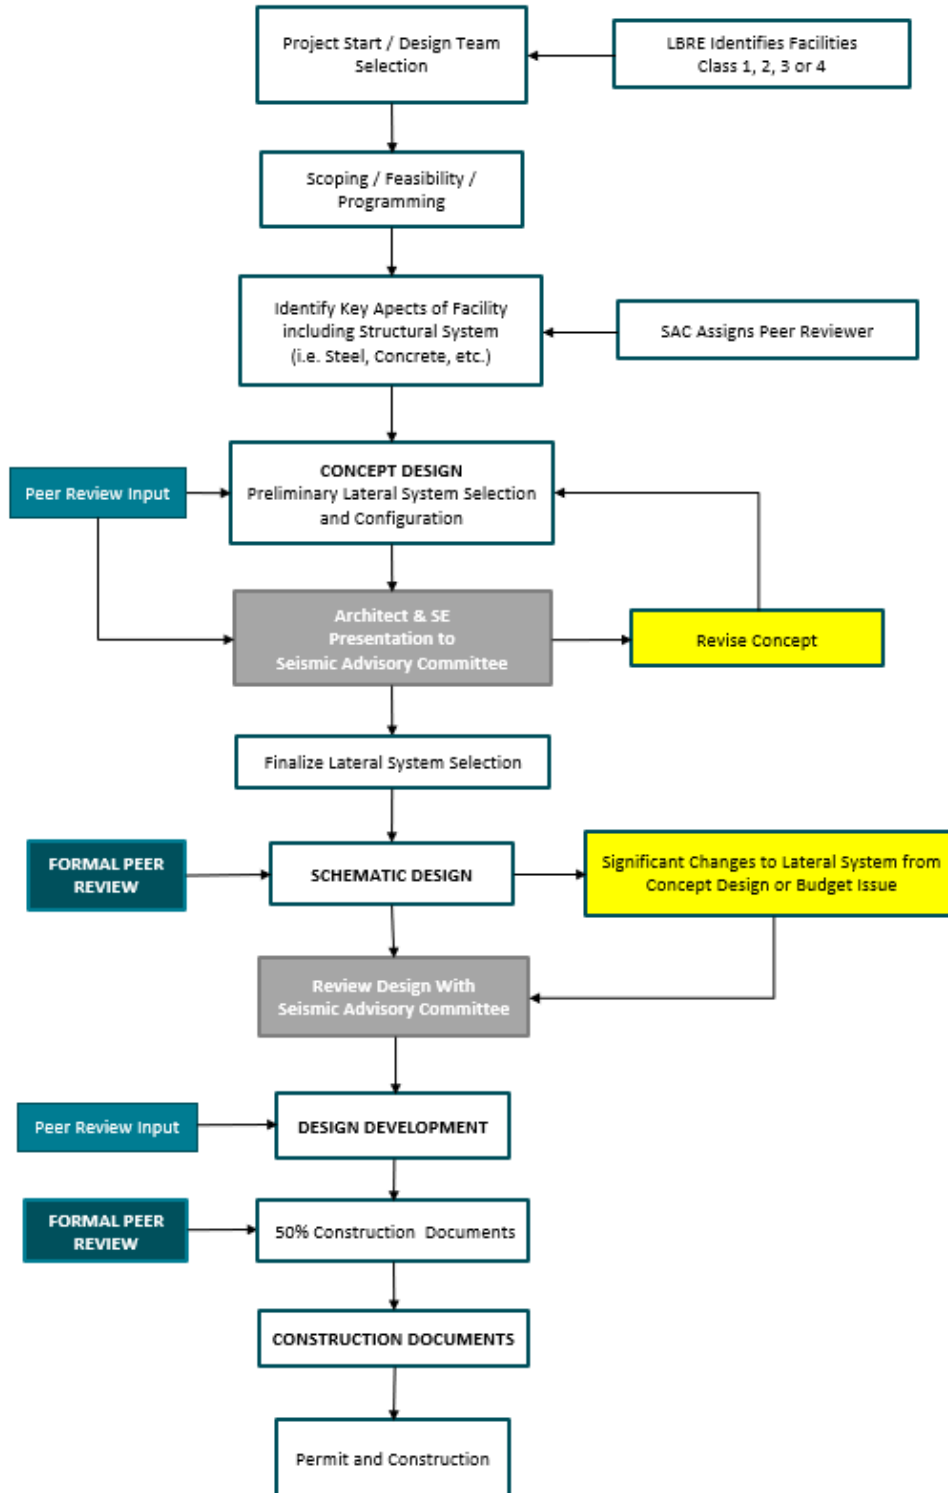 Project Start / Design Team
Selection
LBRE Identifies Facilities
Class 1, 2, 3 or 4
Scoping / Feasibility /
Programming
Identify Key Apects of Facility
including Structural System
(i.e. Steel, Concrete, etc.)
SAC Assigns Peer Reviewer
Peer Review Input
CONCEPT DESIGN
Preliminary Lateral System Selection
and Configuration
Architect & SE
Presentation to
Seismic Advisory Committee
Revise Concept
Finalize Lateral System Selection
FORMAL PEER
REVIEW
SCHEMATIC DESIGN
Significant Changes to Lateral System from
Concept Design or Budget Issue
Review Design With
Seismic Advisory Committee
Peer Review Input
DESIGN DEVELOPMENT
FORMAL PEER
REVIEW
50% Construction Documents
CONSTRUCTION DOCUMENTS
Permit and Construction